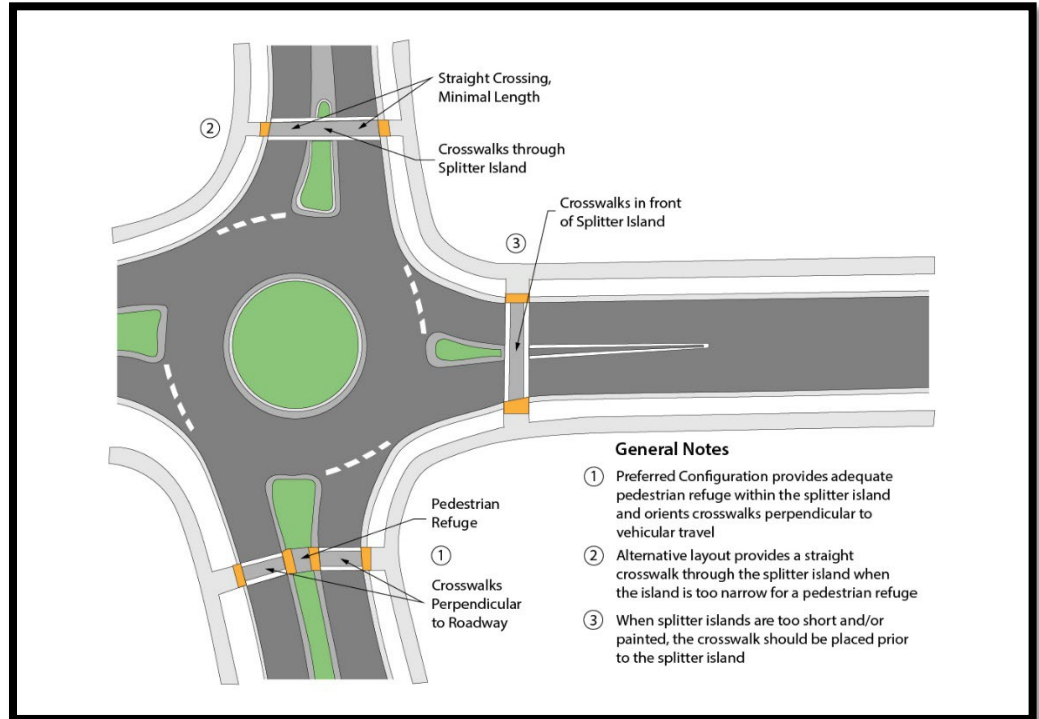 Straight Crossing,
Minimal Length
②
Crosswalks through
Splitter Island
Crosswalks in front
of Splitter Island
③
Pedestrian
Refuge
①
Crosswalks
Perpendicular
to Roadway
General Notes
① Preferred Configuration provides adequate
pedestrian refuge within the splitter island
and orients crosswalks perpendicular to
vehicular travel
② Alternative layout provides a straight
crosswalk through the splitter island when
the island is too narrow for a pedestrian refuge
③ When splitter islands are too short and/or
painted, the crosswalk should be placed prior
to the splitter island